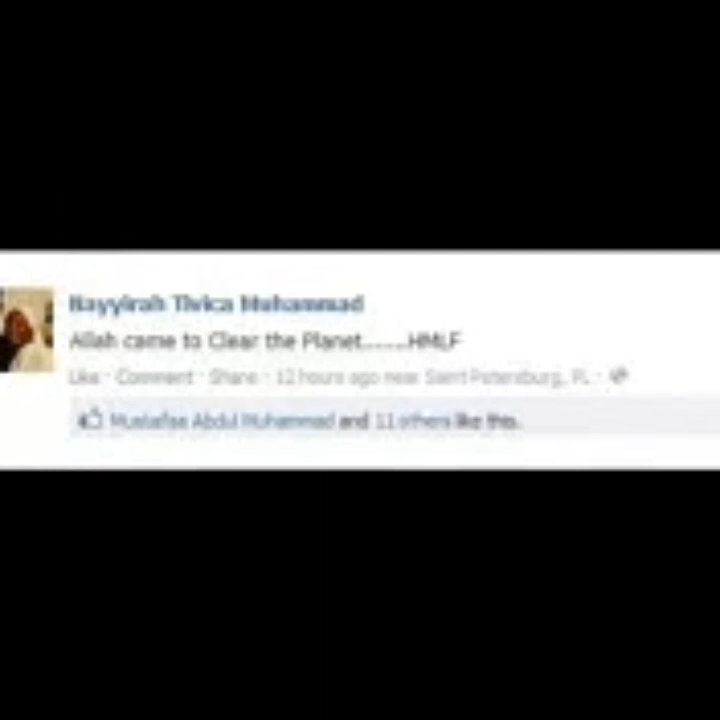 Bayyinah Tivica Muhammad
Allah came to Clear the Planet........HMLF
Like · Comment · Share · 12 hours ago near Saint Petersburg, FL ·
Mustafaa Abdul Muhammad and 11 others like this.